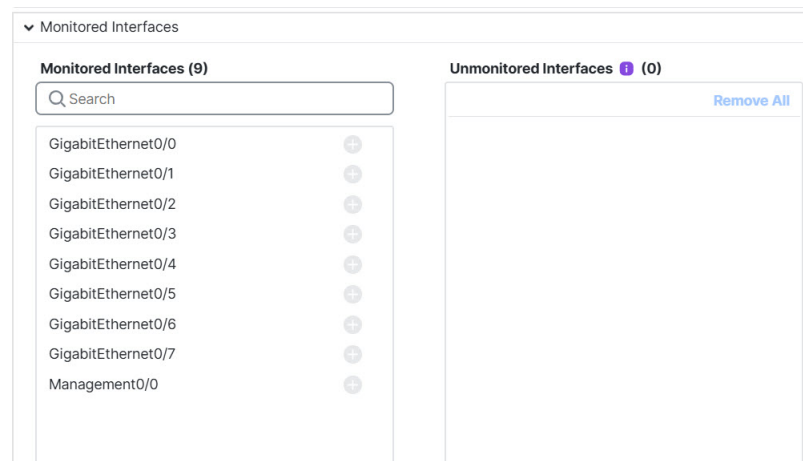 Monitored Interfaces
Monitored Interfaces (9)
Unmonitored Interfaces i (0)
Search
Remove All
GigabitEthernet0/0
GigabitEthernet0/1
GigabitEthernet0/2
GigabitEthernet0/3
GigabitEthernet0/4
GigabitEthernet0/5
GigabitEthernet0/6
GigabitEthernet0/7
Management0/0